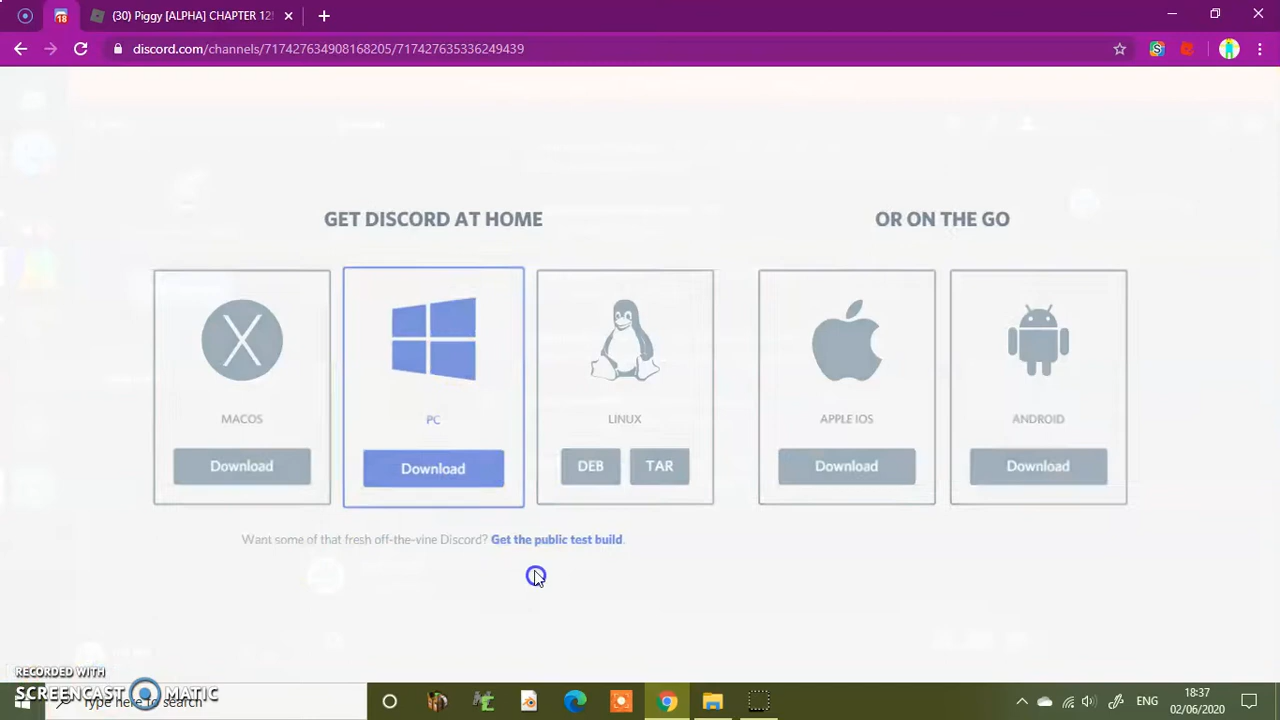 18
(30) Piggy [ALPHA] CHAPTER 12!
discord.com/channels/717427634908168205/717427635336249439
GET DISCORD AT HOME
OR ON THE GO
MACOS
PC
LINUX
APPLE IOS
ANDROID
Download
Download
DEB
TAR
Download
Download
Want some of that fresh off-the-vine Discord? Get the public test build.
RECORDED WITH
SCREENCAST MATIC
Type here to search
ENG
18:37
02/06/2020